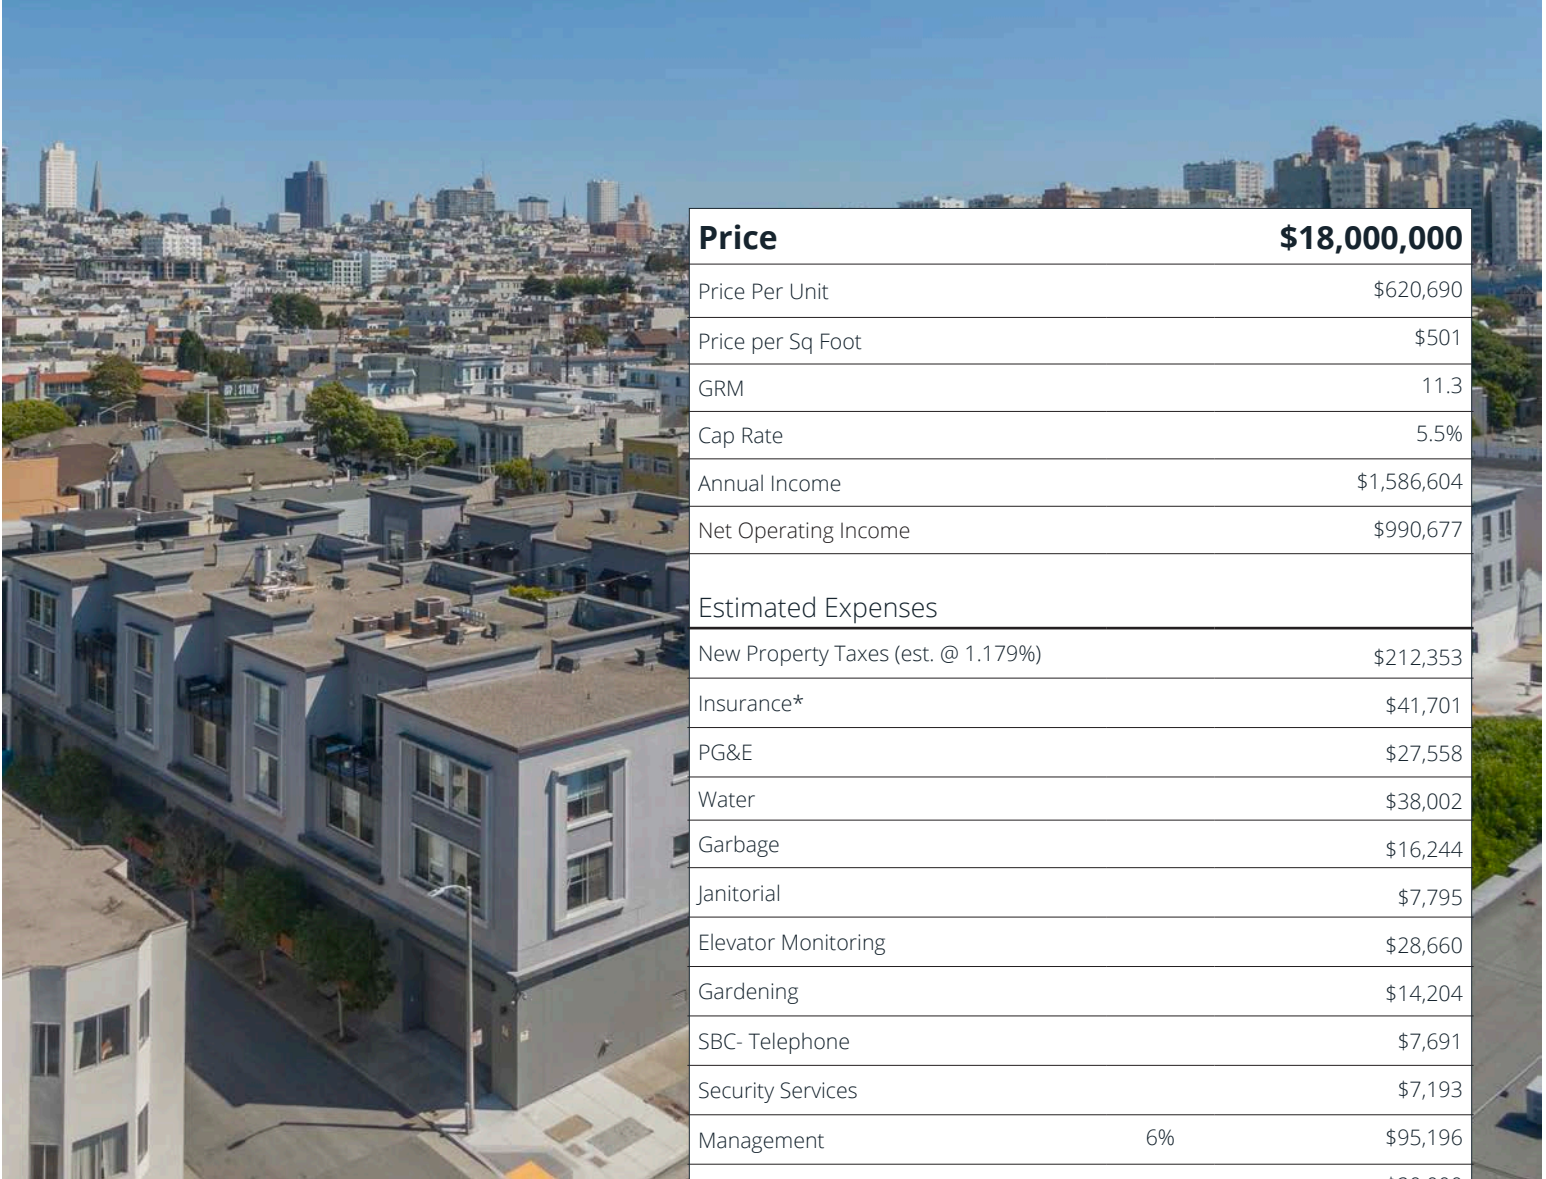 Price $18,000,000
Price Per Unit $620,690
Price per Sq Foot $501
GRM 11.3
Cap Rate 5.5%
Annual Income $1,586,604
Net Operating Income $990,677
Estimated Expenses
New Property Taxes (est. @ 1.179%) $212,353
Insurance* $41,701
PG&E $27,558
Water $38,002
Garbage $16,244
Janitorial $7,795
Elevator Monitoring $28,660
Gardening $14,204
SBC- Telephone $7,691
Security Services $7,193
Management 6% $95,196